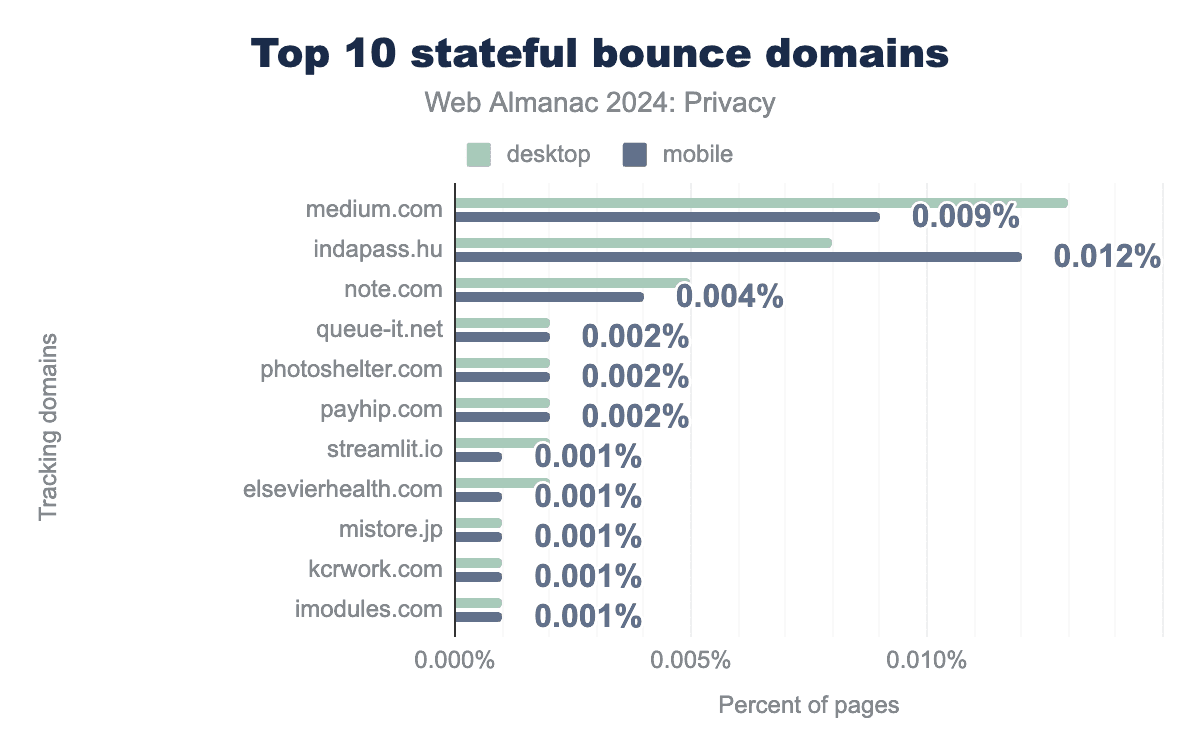 Top 10 stateful bounce domains
Web Almanac 2024: Privacy
desktop
mobile
Tracking domains
medium.com
0.009%
indapass.hu
0.012%
note.com
0.004%
queue-it.net
0.002%
photoshelter.com
0.002%
payhip.com
0.002%
streamlit.io
0.001%
elsevierhealth.com
0.001%
mistore.jp
0.001%
kcrwork.com
0.001%
imodules.com
0.001%
0.000%
0.005%
0.010%
Percent of pages